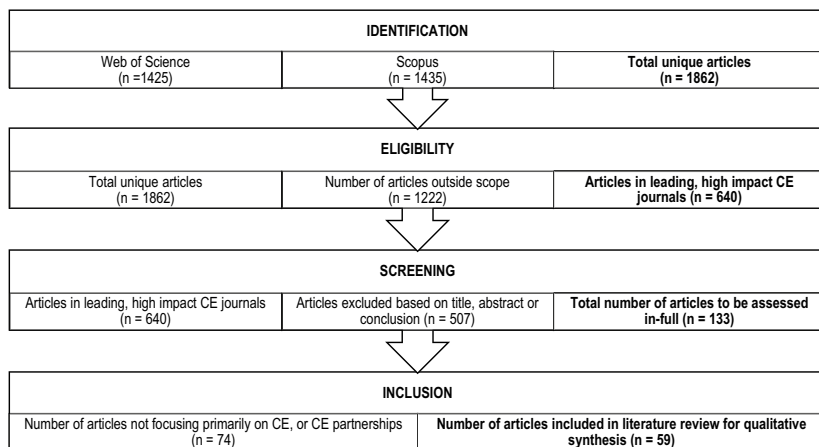 IDENTIFICATION
Web of Science
(n =1425)
Scopus
(n = 1435)
Total unique articles
(n = 1862)
ELIGIBILITY
Total unique articles
(n = 1862)
Number of articles outside scope
(n = 1222)
Articles in leading, high impact CE
journals (n = 640)
SCREENING
Articles in leading, high impact CE journals
(n = 640)
Articles excluded based on title, abstract or
conclusion (n = 507)
Total number of articles to be assessed
in-full (n = 133)
INCLUSION
Number of articles not focusing primarily on CE, or CE partnerships
(n = 74)
Number of articles included in literature review for qualitative
synthesis (n = 59)